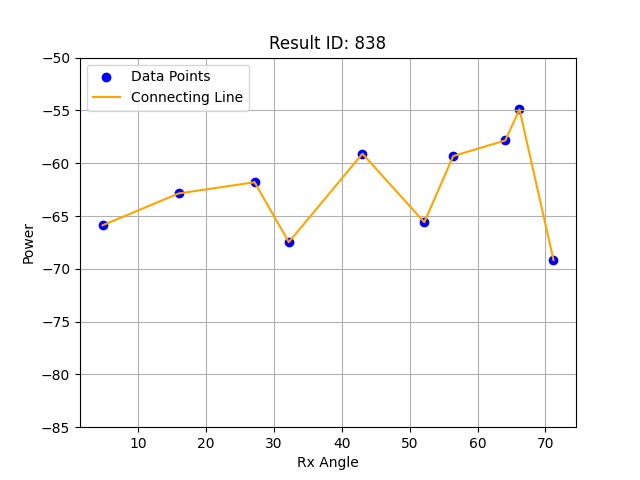 Result ID: 838
Data Points
Connecting Line
−50
−55
−60
−65
−70
−75
−80
−85
Power
10 20 30 40 50 60 70
Rx Angle